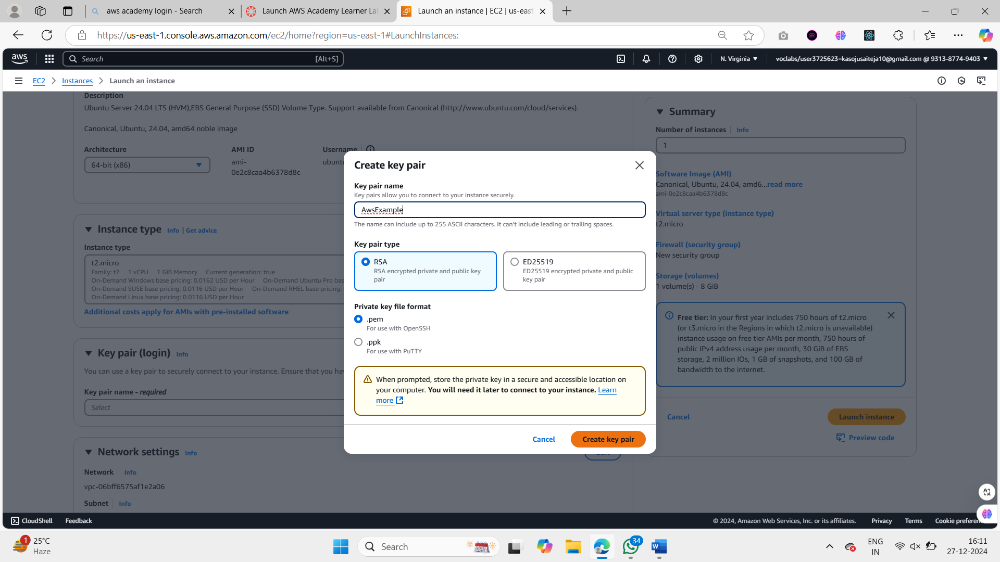 aws academy login - Search
Launch AWS Academy Learner La
Launch an instance | EC2 | us-east
https://us-east-1.console.aws.amazon.com/ec2/home?region=us-east-1#LaunchInstances:
aws
Search
[Alt+S]
N. Virginia
voclabs/user3725623=kasojusaiteja10@gmail.com @ 9313-8774-9403
EC2
Instances
Launch an instance
Description
Ubuntu Server 24.04 LTS (HVM),EBS General Purpose (SSD) Volume Type. Support available from Canonical (http://www.ubuntu.com/cloud/services).
Canonical, Ubuntu, 24.04, amd64 noble image
Architecture
AMI ID
Username
64-bit (x86)
ami-
0e2c8caa4b6378d8c
ubuntu
Instance type
Info
| Get advice
Instance type
t2.micro
Family: t2 1 vCPU 1 GiB Memory Current generation: true
On-Demand Windows base pricing: 0.0162 USD per Hour On-Demand Ubuntu Pro bas
On-Demand SUSE base pricing: 0.0116 USD per Hour On-Demand RHEL base pricing:
On-Demand Linux base pricing: 0.0116 USD per Hour
Additional costs apply for AMIs with pre-installed software
Key pair (login)
Info
You can use a key pair to securely connect to your instance. Ensure that you ha
Key pair name - required
Select
Network settings
Info
Edit
Network
Info
vpc-06bff6575af1e2a06
Subnet
Info
Create key pair
Key pair name
Key pairs allow you to connect to your instance securely.
AwsExample
The name can include up to 255 ASCII characters. It can't include leading or trailing spaces.
Key pair type
RSA
RSA encrypted private and public key
pair
ED25519
ED25519 encrypted private and public
key pair
Private key file format
.pem
For use with OpenSSH
.ppk
For use with PuTTY
When prompted, store the private key in a secure and accessible location on
your computer. You will need it later to connect to your instance. Learn
more
Cancel
Create key pair
Summary
Number of instances
Info
1
Software Image (AMI)
Canonical, Ubuntu, 24.04, amd6...read more
ami-0e2c8caa4b6378d8c
Virtual server type (instance type)
t2.micro
Firewall (security group)
New security group
Storage (volumes)
1 volume(s) - 8 GiB
Free tier: In your first year includes 750 hours of t2.micro
(or t3.micro in the Regions in which t2.micro is unavailable)
instance usage on free tier AMIs per month, 750 hours of
public IPv4 address usage per month, 30 GiB of EBS
storage, 2 million IOs, 1 GB of snapshots, and 100 GB of
bandwidth to the internet.
Cancel
Launch instance
Preview code
CloudShell
Feedback
© 2024, Amazon Web Services, Inc. or its affiliates.
Privacy
Terms
Cookie preferen
1
25°C
Haze
Search
34
ENG
IN
16:11
27-12-2024